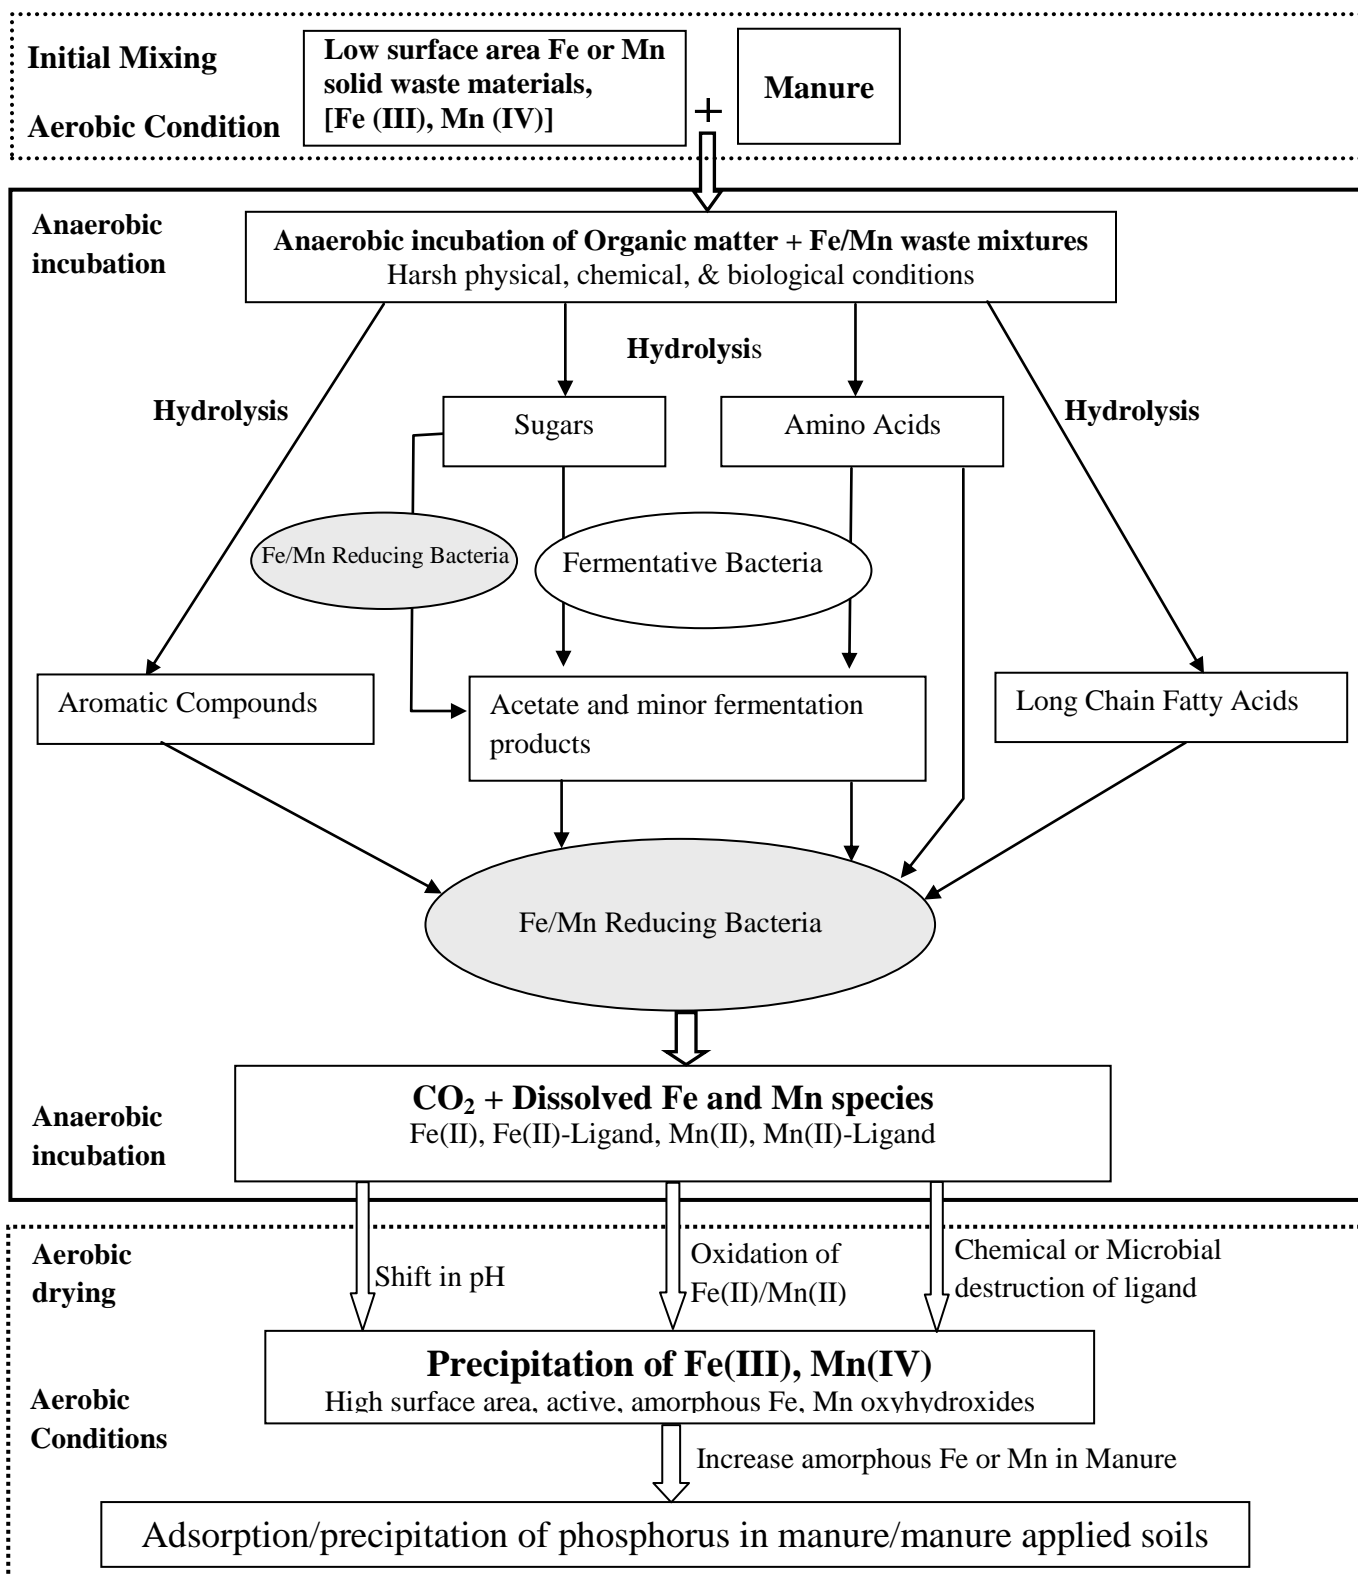 Initial Mixing
Aerobic Condition
Low surface area Fe or Mn
solid waste materials,
[Fe (III), Mn (IV)]
+
Manure
Anaerobic
incubation
Anaerobic incubation of Organic matter + Fe/Mn waste mixtures
Harsh physical, chemical, & biological conditions
Hydrolysis
Hydrolysis
Hydrolysis
Sugars
Amino Acids
Fe/Mn Reducing Bacteria
Fermentative Bacteria
Aromatic Compounds
Acetate and minor fermentation
products
Long Chain Fatty Acids
Fe/Mn Reducing Bacteria
Anaerobic
incubation
CO₂ + Dissolved Fe and Mn species
Fe(II), Fe(II)-Ligand, Mn(II), Mn(II)-Ligand
Aerobic
drying
Shift in pH
Oxidation of
Fe(II)/Mn(II)
Chemical or Microbial
destruction of ligand
Precipitation of Fe(III), Mn(IV)
High surface area, active, amorphous Fe, Mn oxyhydroxides
Aerobic
Conditions
Increase amorphous Fe or Mn in Manure
Adsorption/precipitation of phosphorus in manure/manure applied soils